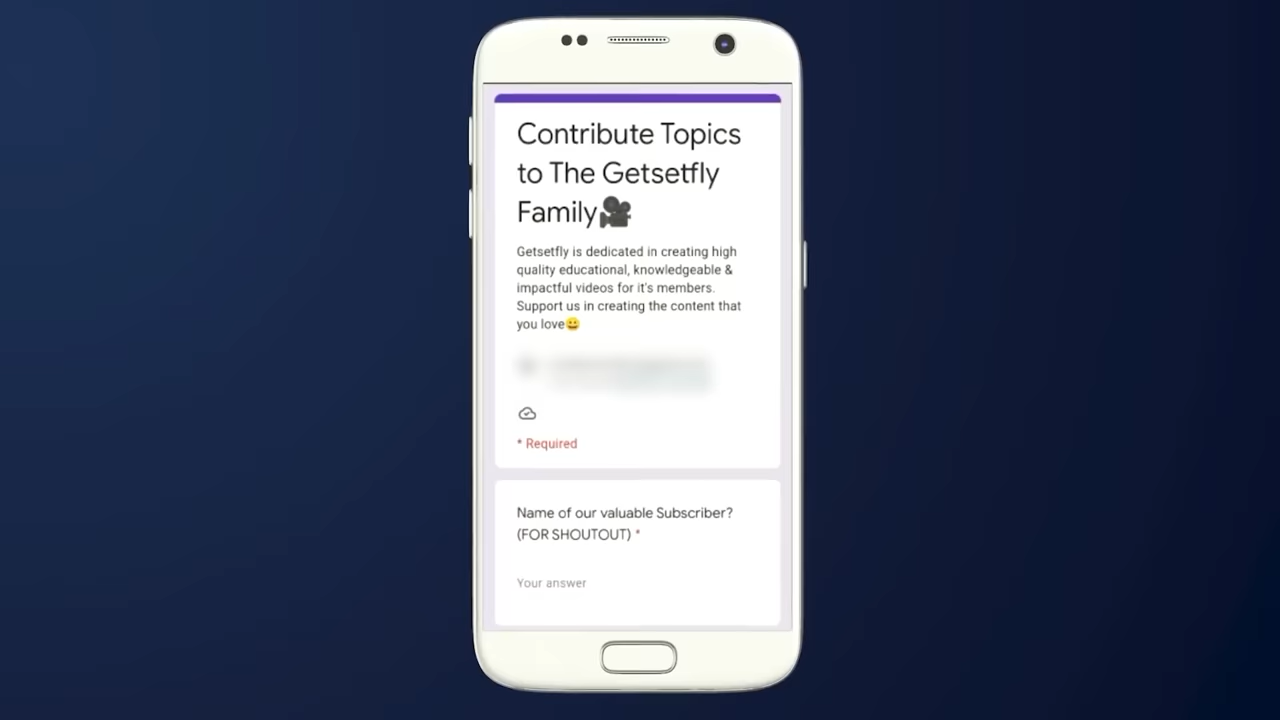 Contribute Topics
to The Getsetfly
Family🎥
Getsetfly is dedicated in creating high
quality educational, knowledgeable &
impactful videos for it's members.
Support us in creating the content that
you love😀
* Required
Name of our valuable Subscriber?
(FOR SHOUTOUT) *
Your answer